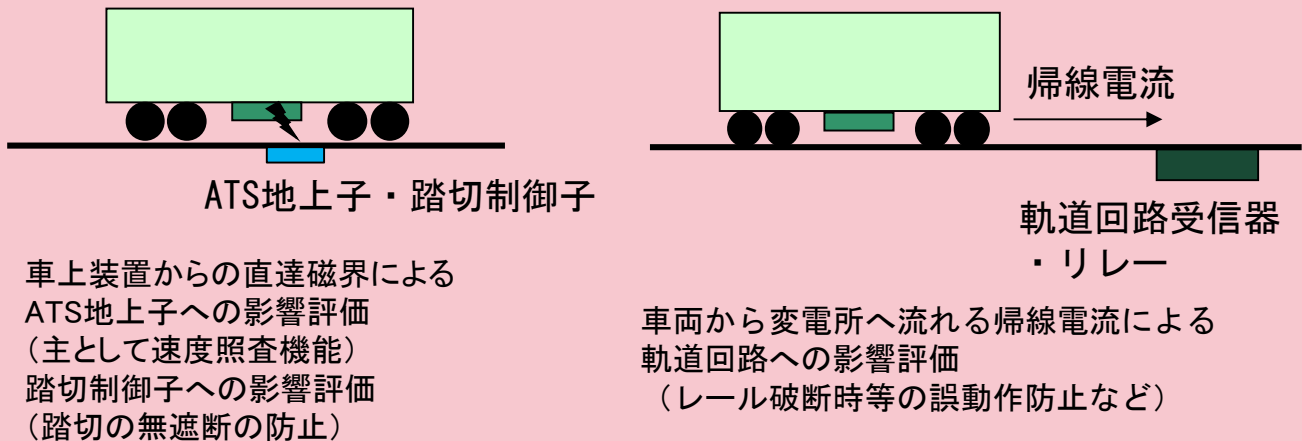 ATS地上子・踏切制御子
車上装置からの直達磁界による
ATS地上子への影響評価
（主として速度照査機能）
踏切制御子への影響評価
（踏切の無遮断の防止）
帰線電流
軌道回路受信器
・リレー
車両から変電所へ流れる帰線電流による
軌道回路への影響評価
（レール破断時等の誤動作防止など）